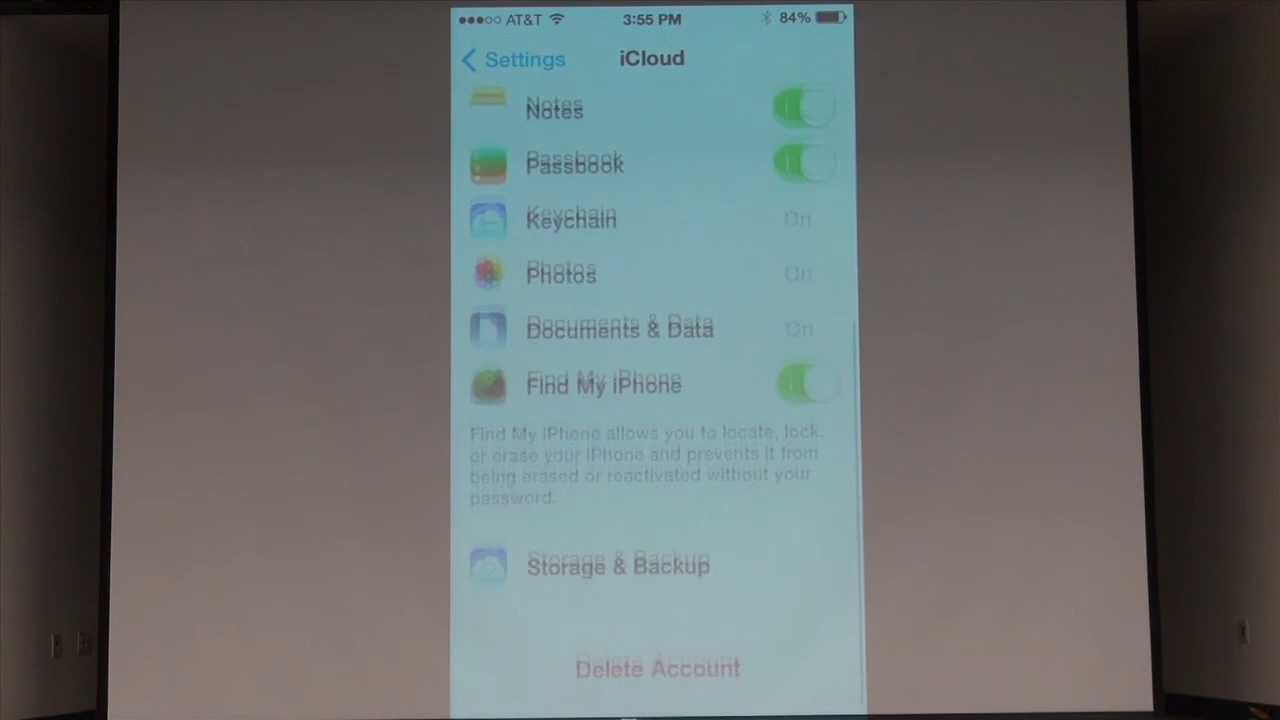 AT&T 3:55 PM 84%
Settings iCloud
Notes
Passbook
Keychain On
Photos On
Documents & Data On
Find My iPhone
Find My iPhone allows you to locate, lock,
or erase your iPhone and prevents it from
being erased or reactivated without your
password.
Storage & Backup
Delete Account